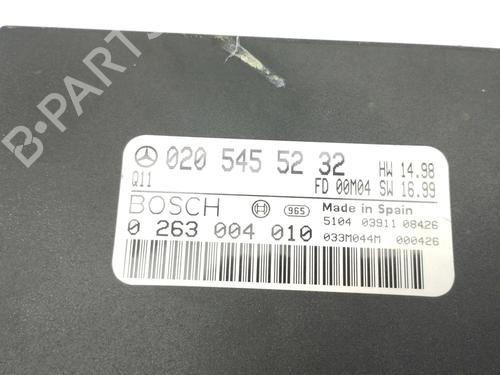 B-PARTS
020 545 52 32
HW 14.98
Q11
FD 00M04 SW 16.99
BOSCH
965
Made in Spain
5104 03911 08426
0 263 004 010
033M044M 000426